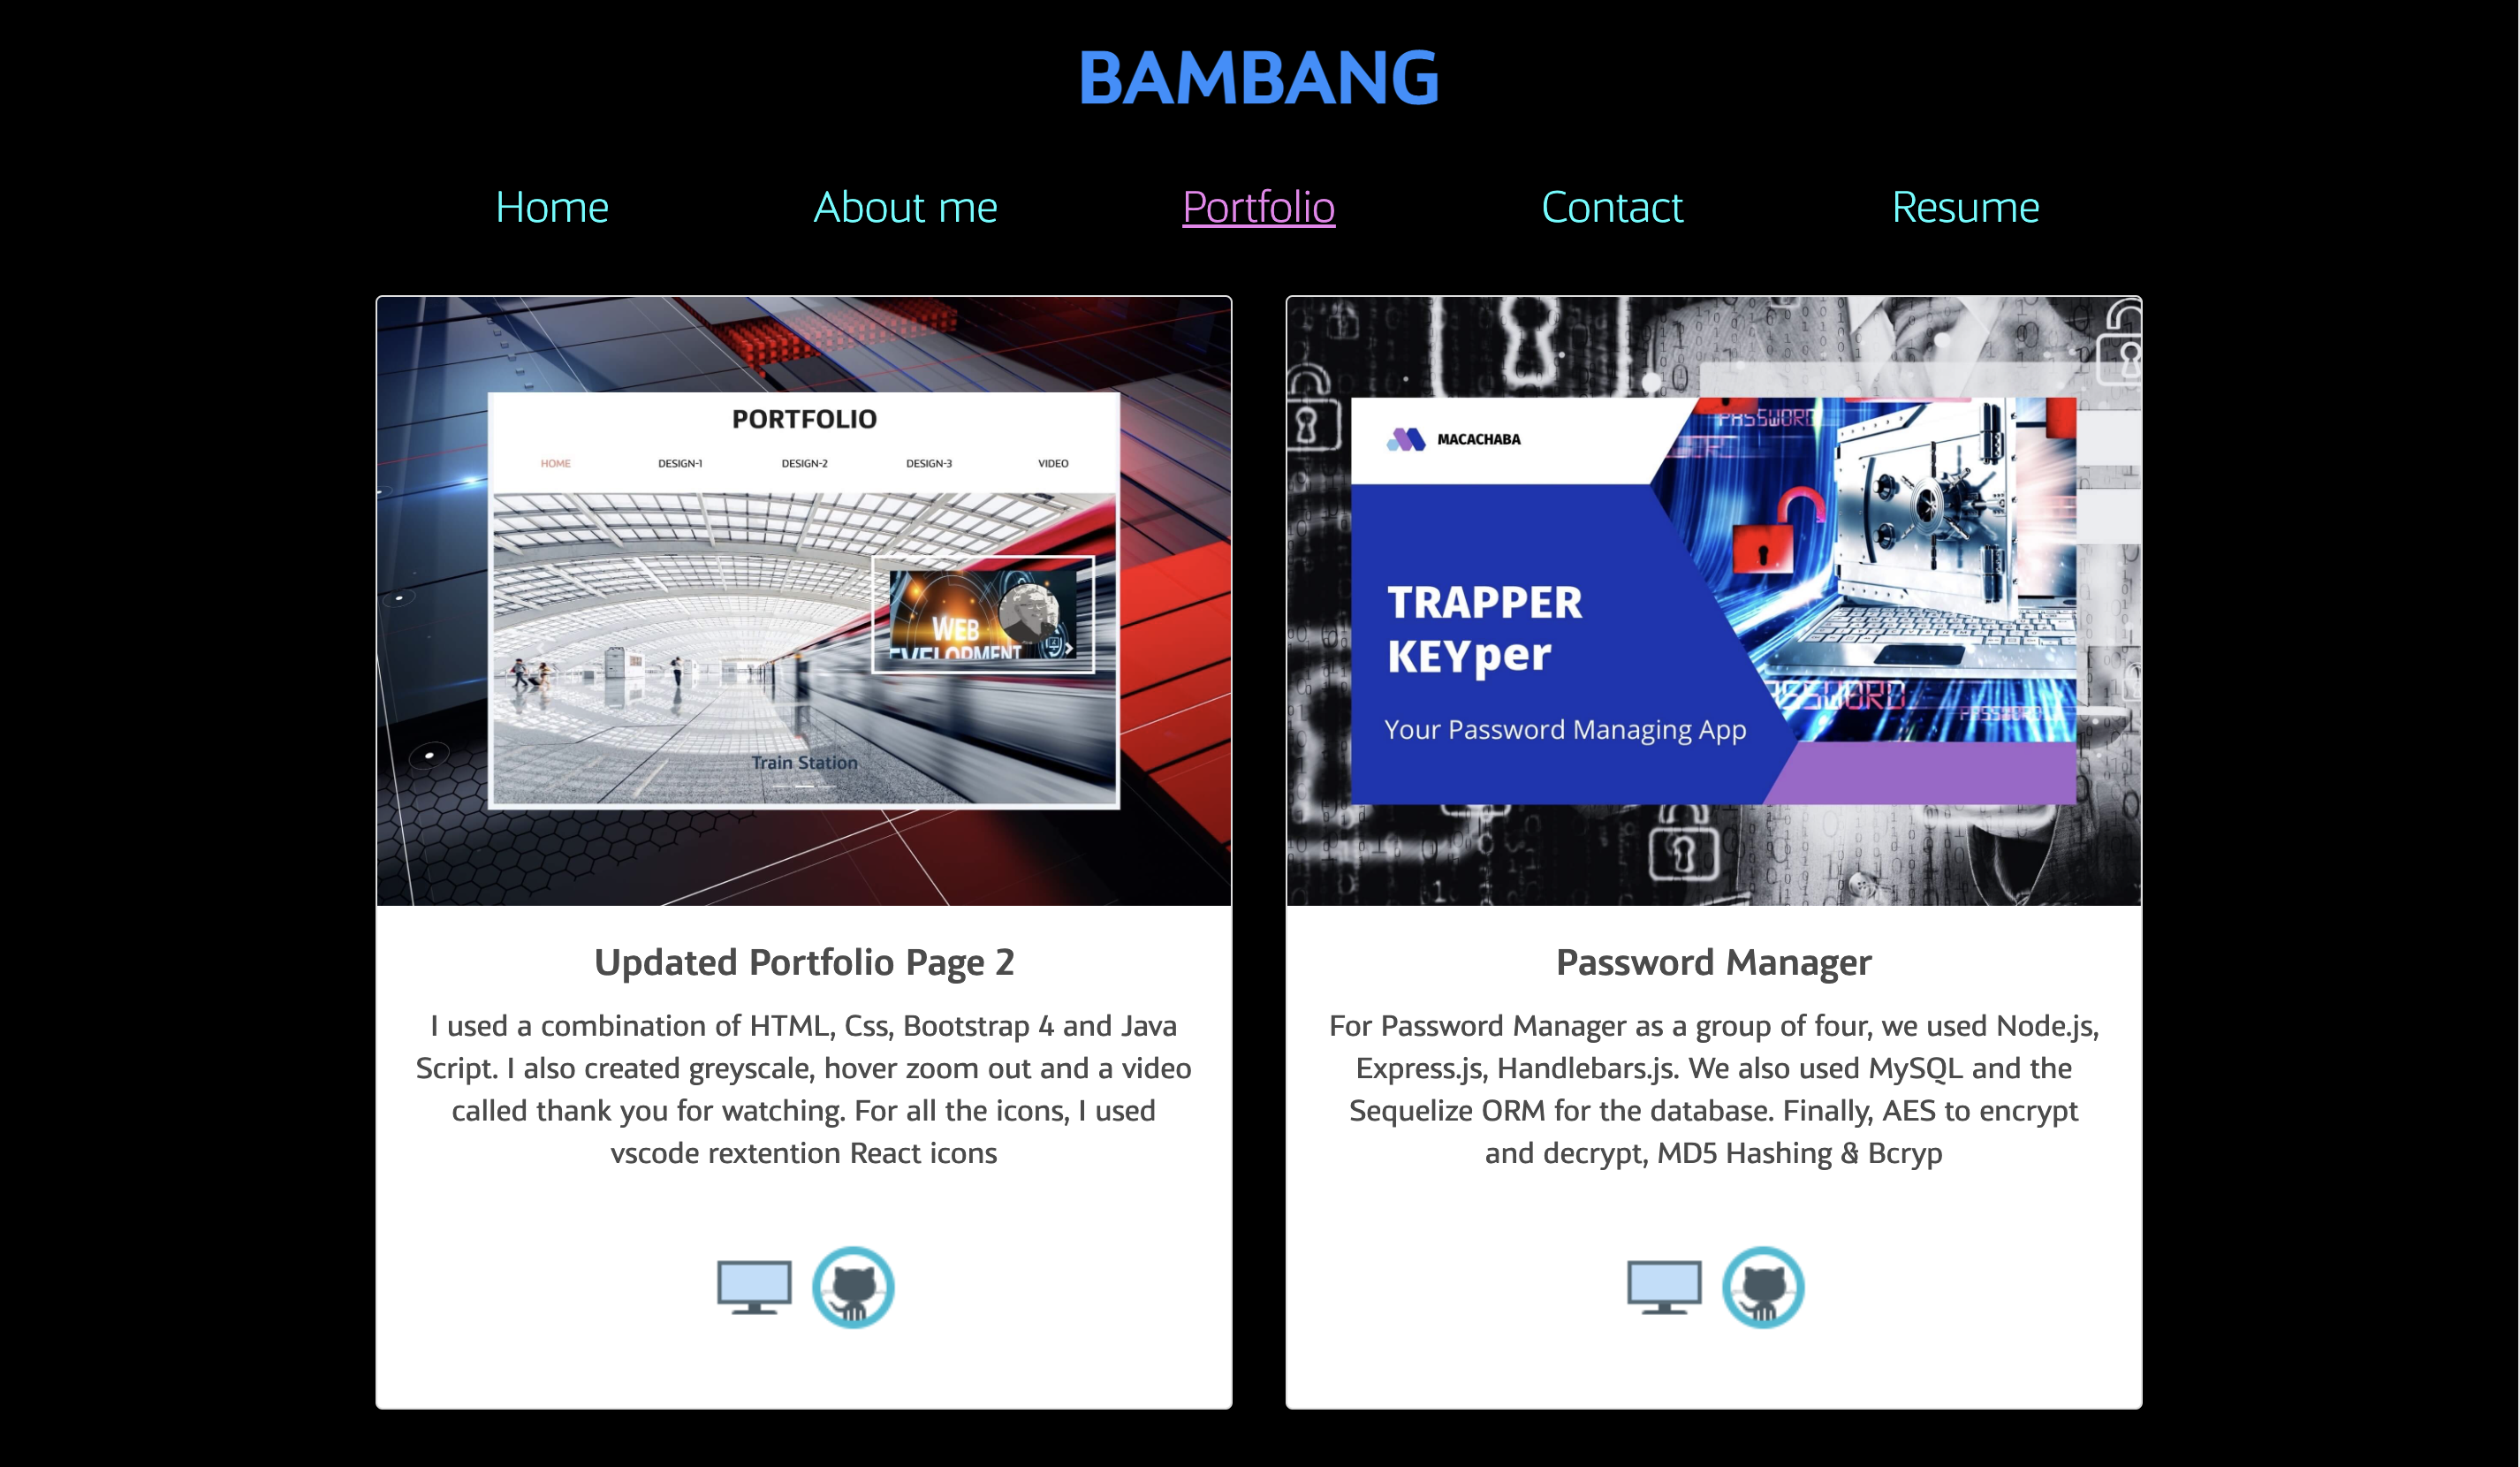 BAMBANG
Home About me Portfolio Contact Resume
PORTFOLIO
HOME DESIGN-1 DESIGN-2 DESIGN-3 VIDEO
WEB
Train Station
Updated Portfolio Page 2
I used a combination of HTML, Css, Bootstrap 4 and Java
Script. I also created greyscale, hover zoom out and a video
called thank you for watching. For all the icons, I used
vscode rextention React icons
PASSWORD
MACACHABA
TRAPPER
KEYper
Your Password Managing App
PASSWORD
Password Manager
For Password Manager as a group of four, we used Node.js,
Express.js, Handlebars.js. We also used MySQL and the
Sequelize ORM for the database. Finally, AES to encrypt
and decrypt, MD5 Hashing & Bcryp